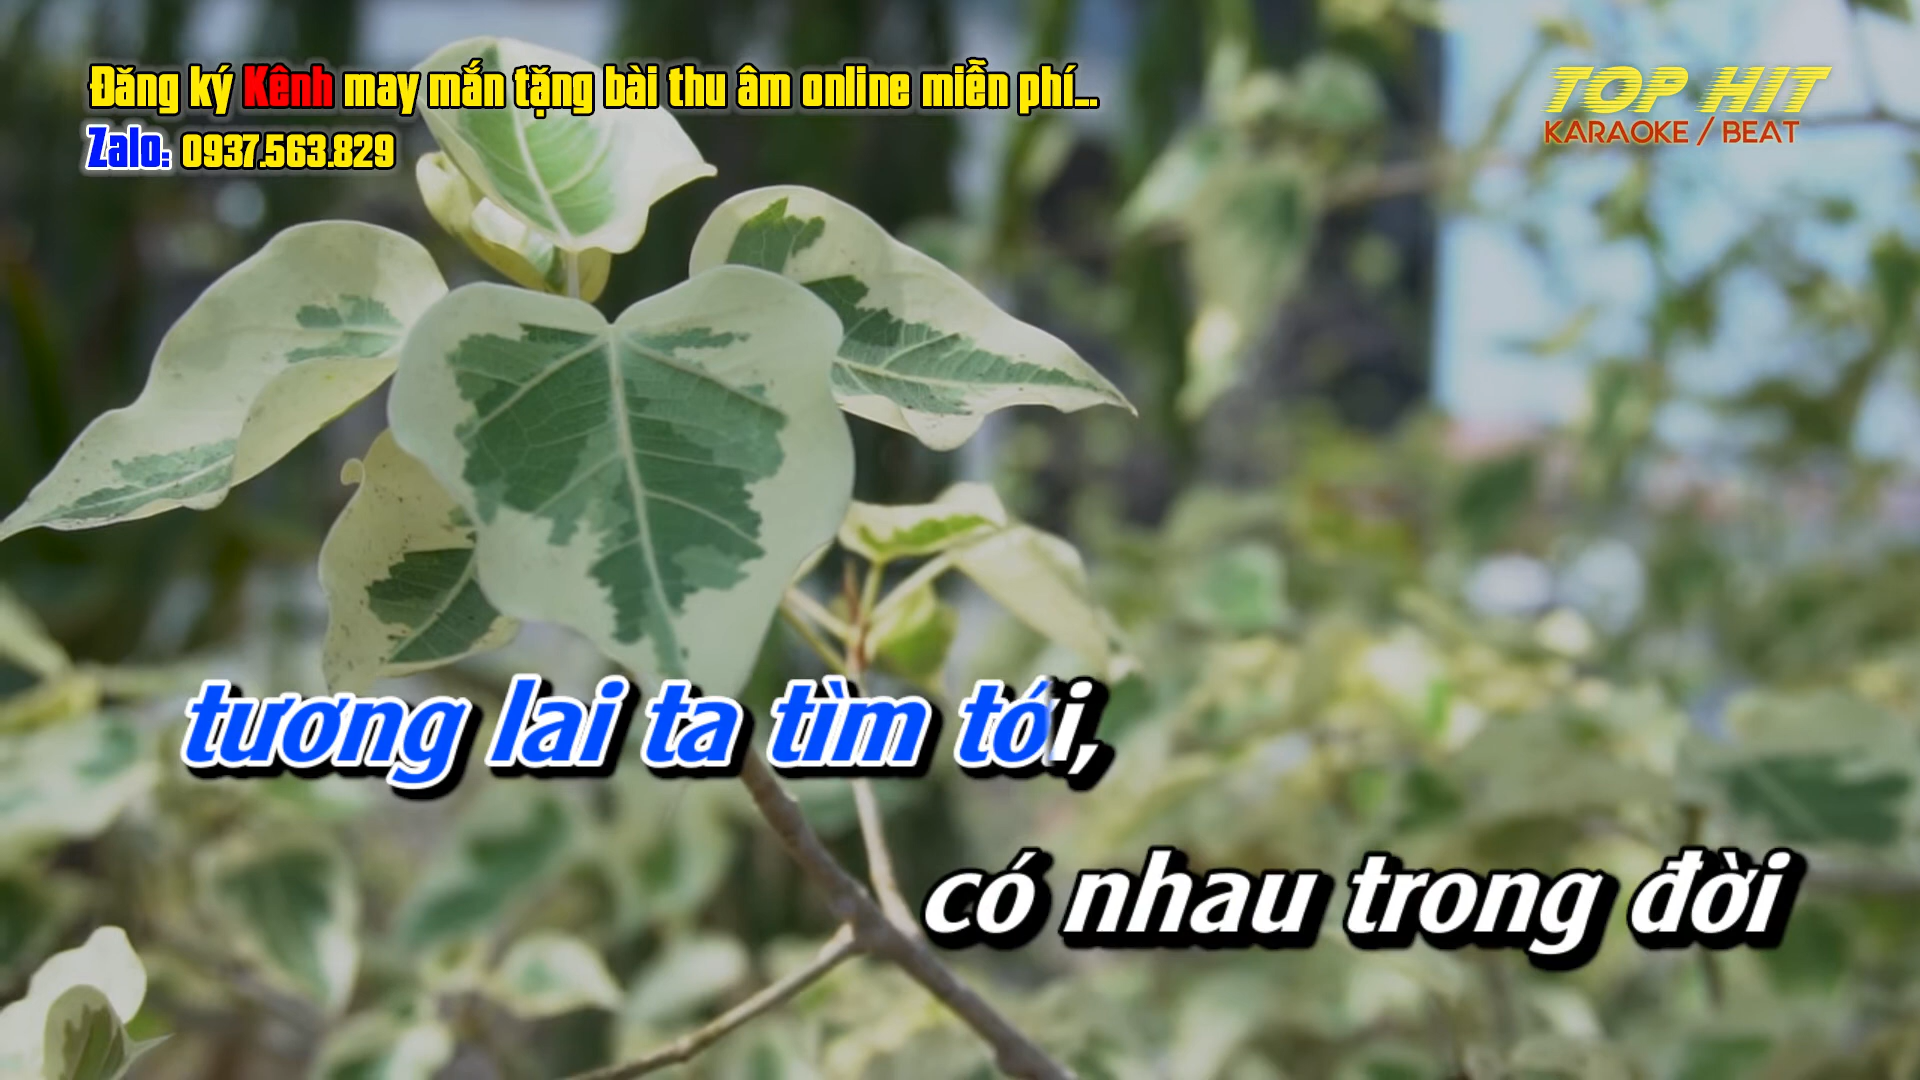 Đăng ký Kênh may mắn tặng bài thu âm online miễn phí...
Zalo: 0937.563.829
TOP HIT
KARAOKE / BEAT
tương lai ta tìm tới,
có nhau trong đời